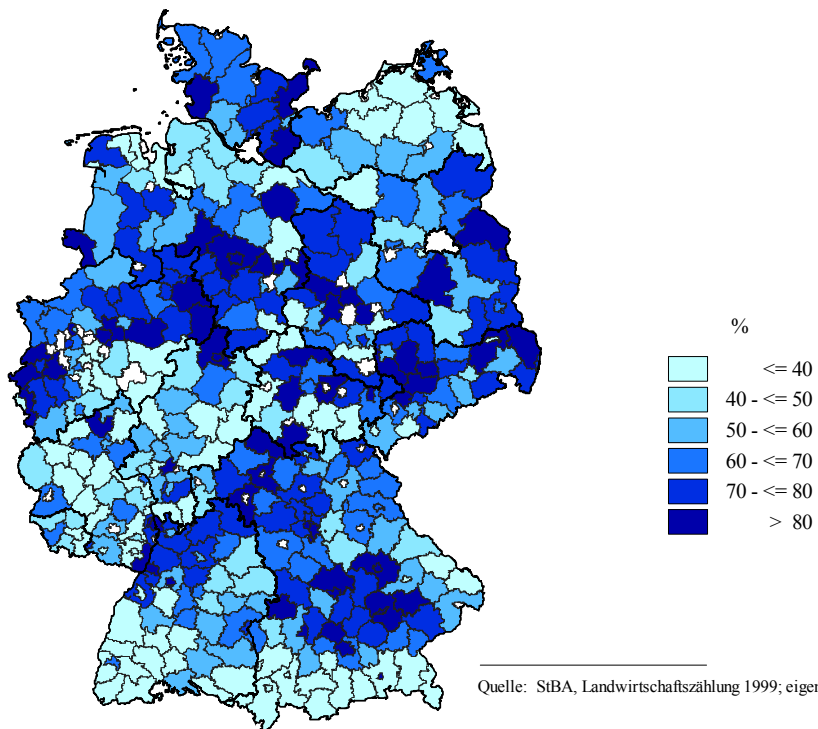 %
<= 40
40 - <= 50
50 - <= 60
60 - <= 70
70 - <= 80
> 80
Quelle: StBA, Landwirtschaftszählung 1999;